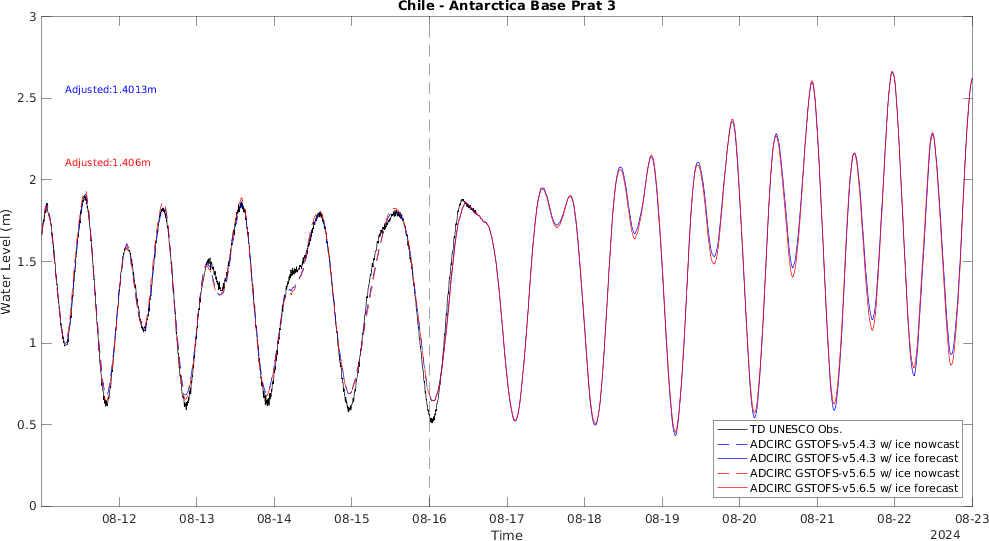 Chile - Antarctica Base Prat 3
3
2.5
2
1.5
1
0.5
0
Water Level (m)
Adjusted:1.4013m
Adjusted:1.406m
TD UNESCO Obs.
ADCIRC GSTOFS-v5.4.3 w/ ice nowcast
ADCIRC GSTOFS-v5.4.3 w/ ice forecast
ADCIRC GSTOFS-v5.6.5 w/ ice nowcast
ADCIRC GSTOFS-v5.6.5 w/ ice forecast
08-12 08-13 08-14 08-15 08-16 08-17 08-18 08-19 08-20 08-21 08-22 08-23
Time
2024